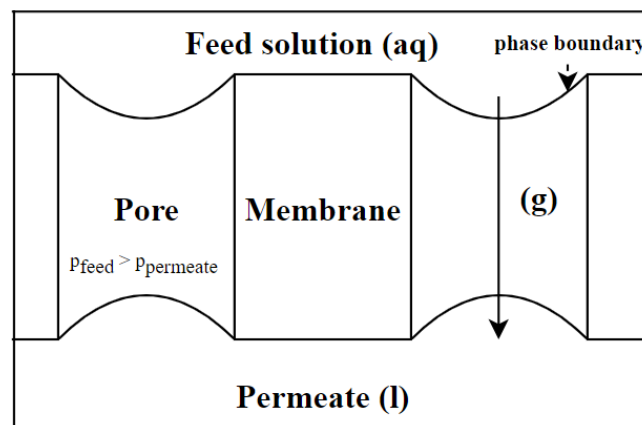 Feed solution (aq)
phase boundary
Pore
Membrane
(g)
pfeed > ppermeate
Permeate (l)